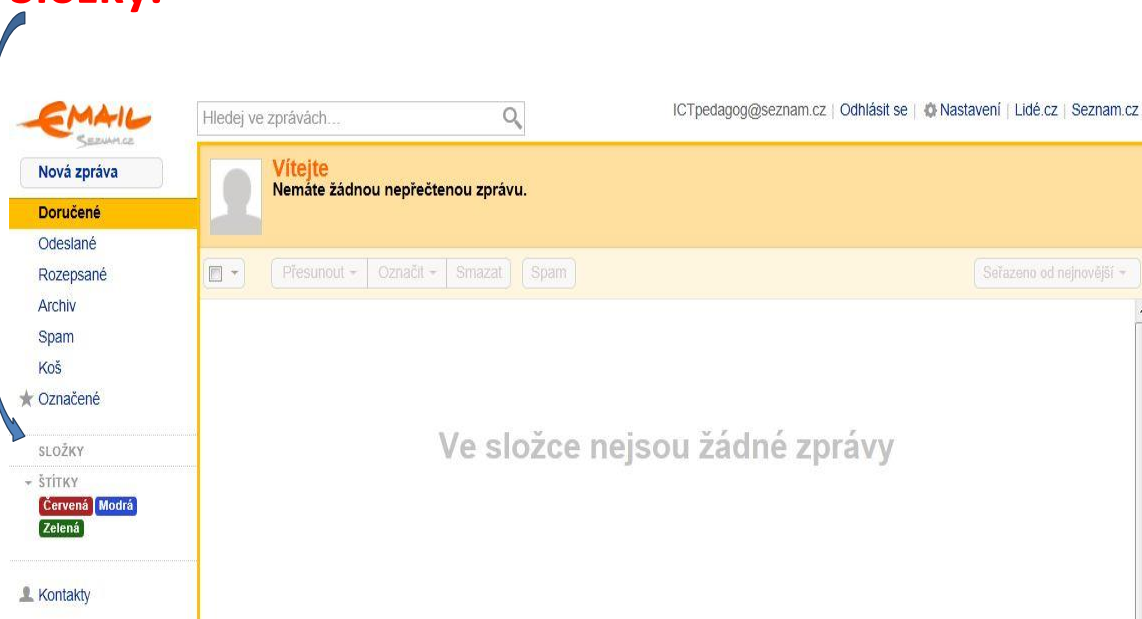 EMAIL
SEZNAM.CZ
Hledej ve zprávách...
ICTpedagog@seznam.cz | Odhlásit se | Nastavení | Lidé.cz | Seznam.cz
Nová zpráva
Vítejte
Nemáte žádnou nepřečtenou zprávu.
Doručené
Odeslané
Rozepsané
Archiv
Spam
Koš
Označené
Přesunout Označit Smazat Spam
Seřazeno od nejnovější
Ve složce nejsou žádné zprávy
SLOŽKY
ŠTÍTKY
Červená Modrá
Zelená
Kontakty